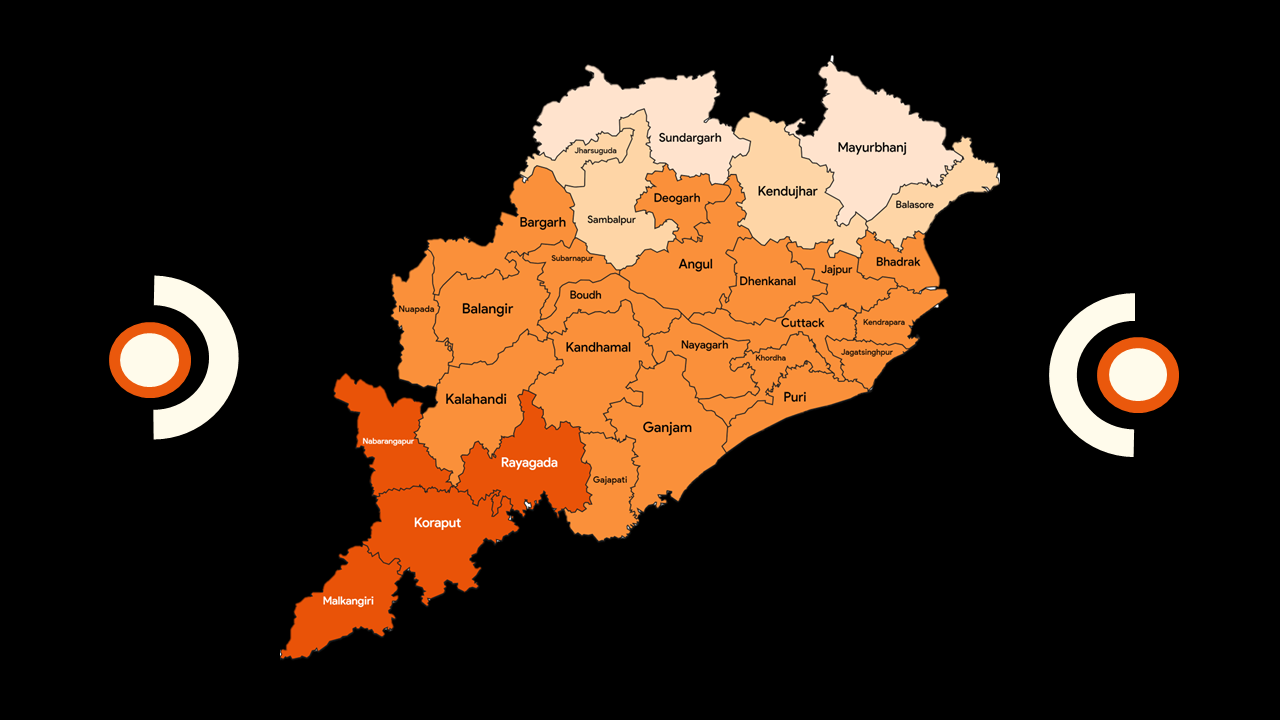 Sundargarh
Mayurbhanj
Jharsuguda
Kendujhar
Deogarh
Balasore
Bargarh
Sambalpur
Subarnapur
Angul
Bhadrak
Jajpur
Dhenkanal
Boudh
Nuapada
Balangir
Cuttack
Kendrapara
Kandhamal
Nayagarh
Khordha
Jagatsinghpur
Kalahandi
Puri
Ganjam
Nabarangapur
Rayagada
Gajapati
Koraput
Malkangiri